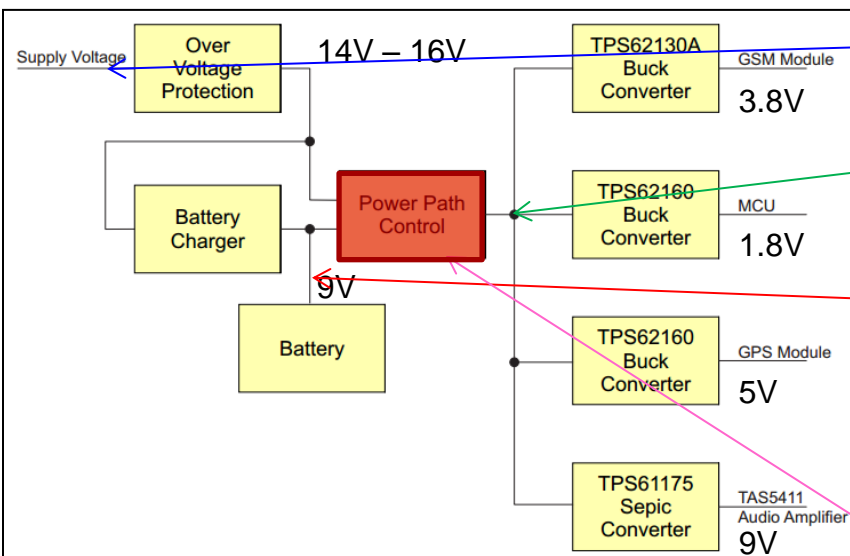 Supply Voltage
Over
Voltage
Protection
14V – 16V
TPS62130A
Buck
Converter
GSM Module
3.8V
Battery
Charger
Power Path
Control
TPS62160
Buck
Converter
MCU
1.8V
9V
Battery
TPS62160
Buck
Converter
GPS Module
5V
TPS61175
Sepic
Converter
TAS5411
Audio Amplifier
9V